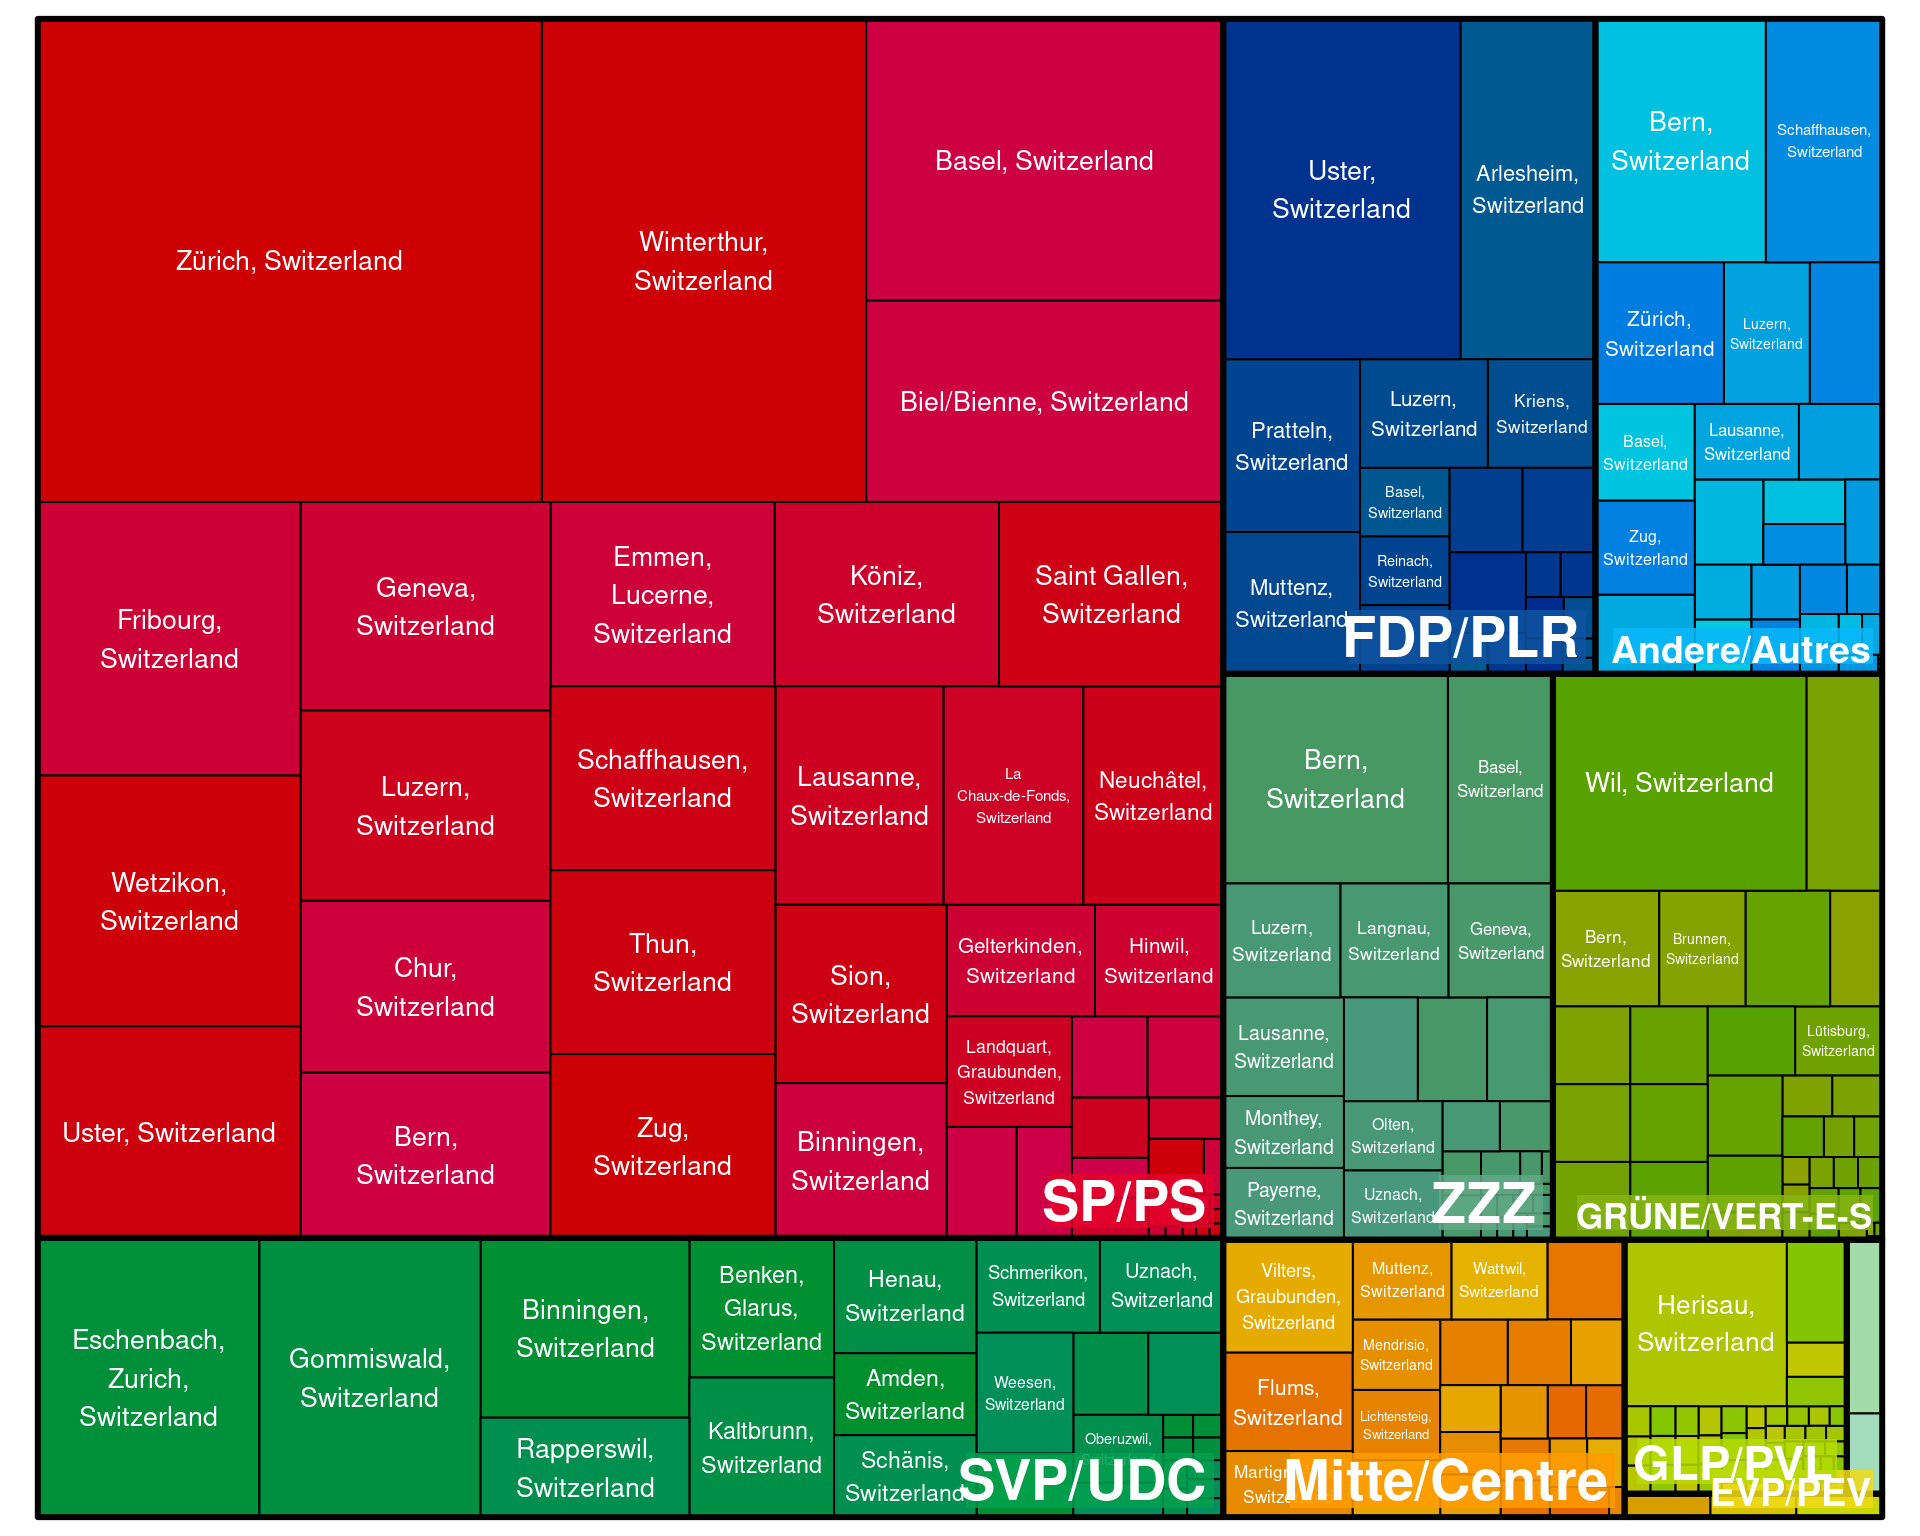 Zürich, Switzerland
Winterthur,
Switzerland
Basel, Switzerland
Biel/Bienne, Switzerland
Fribourg,
Switzerland
Wetzikon,
Switzerland
Uster, Switzerland
Geneva,
Switzerland
Luzern,
Switzerland
Chur,
Switzerland
Bern,
Switzerland
Emmen,
Lucerne,
Switzerland
Schaffhausen,
Switzerland
Thun,
Switzerland
Zug,
Switzerland
Köniz,
Switzerland
Saint Gallen,
Switzerland
Lausanne,
Switzerland
La
Chaux-de-Fonds,
Switzerland
Neuchâtel,
Switzerland
Sion,
Switzerland
Binningen,
Switzerland
Gelterkinden,
Switzerland
Hinwil,
Switzerland
Landquart,
Graubunden,
Switzerland
SP/PS
Eschenbach,
Zurich,
Switzerland
Gommiswald,
Switzerland
Binningen,
Switzerland
Rapperswil,
Switzerland
Benken,
Glarus,
Switzerland
Kaltbrunn,
Switzerland
Henau,
Switzerland
Amden,
Switzerland
Schänis,
Switzerland
Schmerikon,
Switzerland
Uznach,
Switzerland
Weesen,
Switzerland
Oberuzwil,
SVP/UDC
Uster,
Switzerland
Arlesheim,
Switzerland
Pratteln,
Switzerland
Muttenz,
Switzerland
Luzern,
Switzerland
Kriens,
Switzerland
Basel,
Switzerland
Reinach,
Switzerland
FDP/PLR
Bern,
Switzerland
Schaffhausen,
Switzerland
Zürich,
Switzerland
Luzern,
Switzerland
Basel,
Switzerland
Lausanne,
Switzerland
Zug,
Switzerland
Andere/Autres
Bern,
Switzerland
Basel,
Switzerland
Luzern,
Switzerland
Langnau,
Switzerland
Geneva,
Switzerland
Lausanne,
Switzerland
Monthey,
Switzerland
Payerne,
Switzerland
Olten,
Switzerland
Uznach,
Switzerland
ZZZ
Wil, Switzerland
Bern,
Switzerland
Brunnen,
Switzerland
Lütisburg,
Switzerland
GRÜNE/VERT-E-S
Vilters,
Graubunden,
Switzerland
Flums,
Switzerland
Muttenz,
Switzerland
Wattwil,
Switzerland
Mendrisio,
Switzerland
Lichtensteig,
Switzerland
Mitte/Centre
Herisau,
Switzerland
GLP/PVL
EVP/PEV